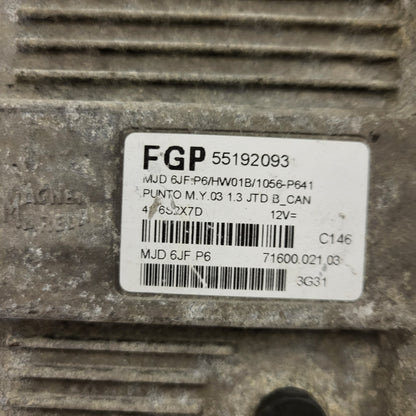 FGP 55192093
MJD 6JF.P6/HW01B/1056-P641
PUNTO M.Y.03 1.3 JTD B_CAN
12V=
C146
MJD 6JF.P6 71600.021.03
3G31